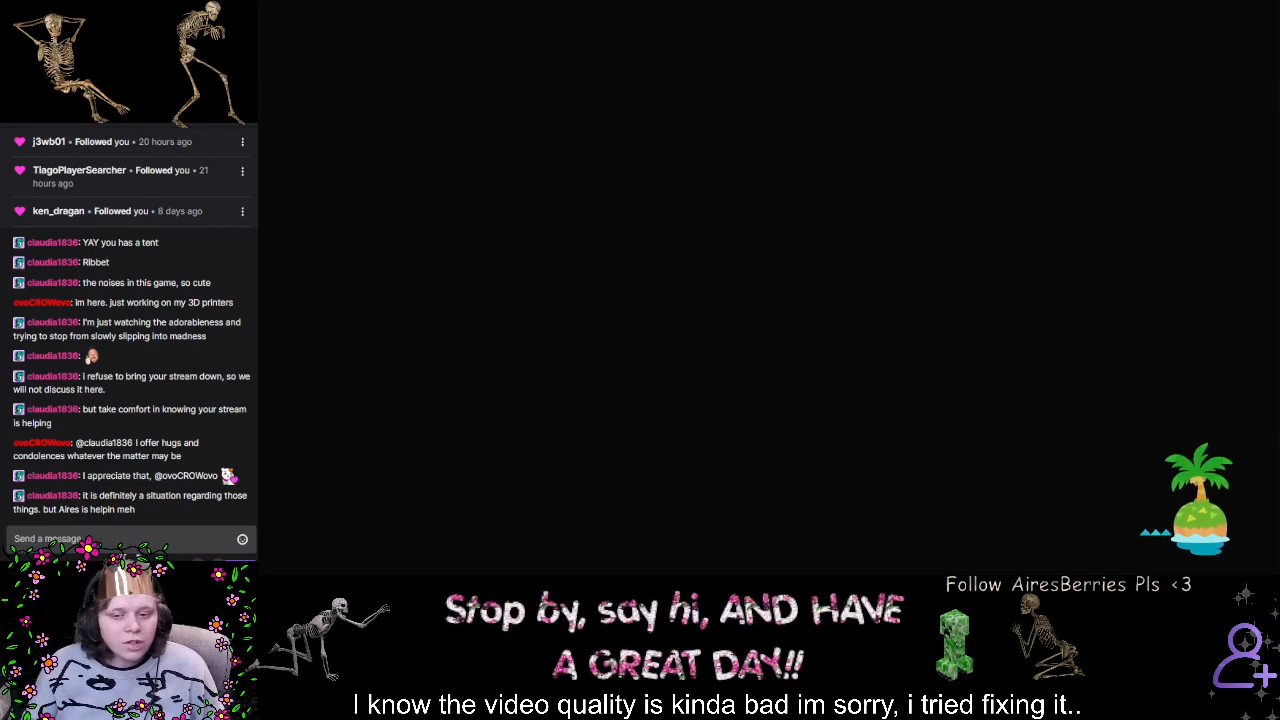 j3wb01 • Followed you • 20 hours ago
TiagoPlayerSearcher • Followed you • 21
hours ago
ken_dragan • Followed you • 8 days ago
claudia1836: YAY you has a tent
claudia1836: Ribbet
claudia1836: the noises in this game, so cute
ovoCROWovo: im here. just working on my 3D printers
claudia1836: I'm just watching the adorableness and
trying to stop from slowly slipping into madness
claudia1836:
claudia1836: i refuse to bring your stream down, so we
will not discuss it here.
claudia1836: but take comfort in knowing your stream
is helping
ovoCROWovo: @claudia1836 I offer hugs and
condolences whatever the matter may be
claudia1836: I appreciate that, @ovoCROWovo
claudia1836: it is definitely a situation regarding those
things. but Aires is helpin meh
Send a message
Follow AiresBerries Pls <3
Stop by, say hi, AND HAVE
A GREAT DAY!!
I know the video quality is kinda bad im sorry, i tried fixing it..